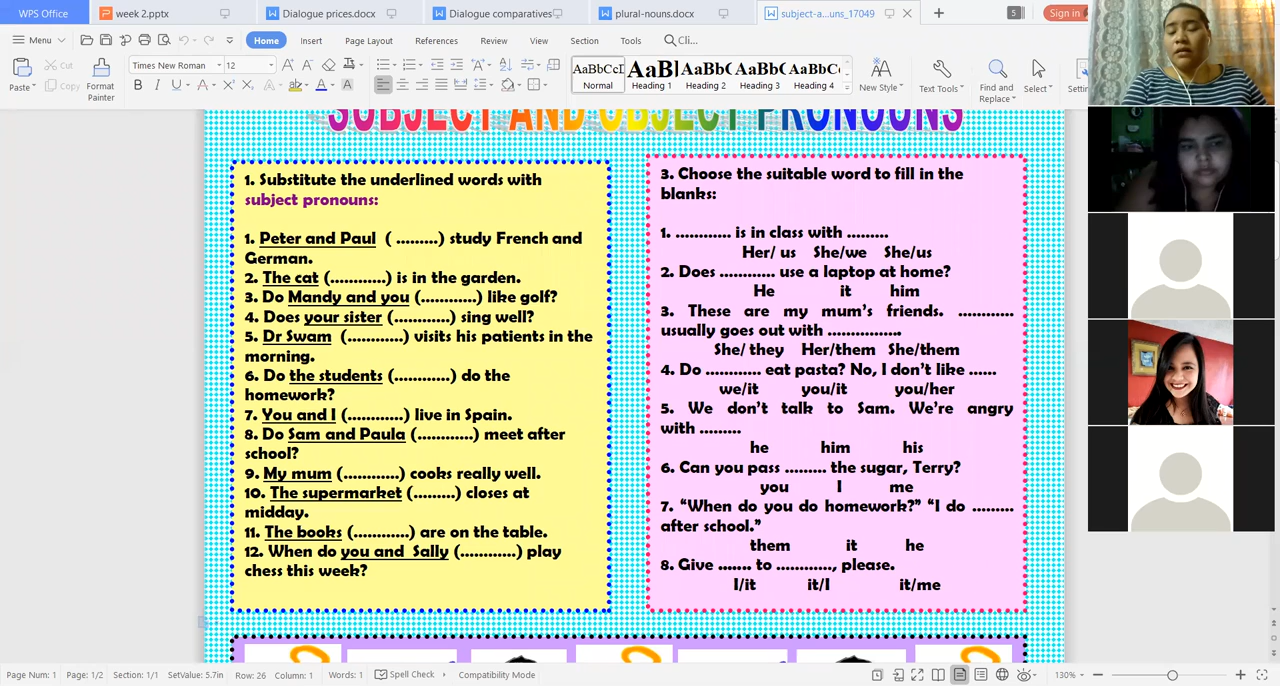 WPS Office
week 2.pptx
Dialogue prices.docx
Dialogue comparatives
plural-nouns.docx
subject-a...uns_17049
S
Sign in
Menu
Home
Insert
Page Layout
References
Review
View
Section
Tools
Cli...
Paste
Cut
Copy
Format
Painter
Times New Roman
12
AaBbCcD
Normal
AaBl
Heading 1
AaBb(
Heading 2
AaBb(
Heading 3
AaBbC
Heading 4
New Style
Text Tools
Find and
Replace
Select
Settin
SUBJECT AND OBJECT PRONOUNS
1. Substitute the underlined words with
subject pronouns:
1. Peter and Paul ( .........) study French and
German.
2. The cat (............) is in the garden.
3. Do Mandy and you (............) like golf?
4. Does your sister (............) sing well?
5. Dr Swam (............) visits his patients in the
morning.
6. Do the students (............) do the
homework?
7. You and I (............) live in Spain.
8. Do Sam and Paula (............) meet after
school?
9. My mum (............) cooks really well.
10. The supermarket (.........) closes at
midday.
11. The books (............) are on the table.
12. When do you and Sally (............) play
chess this week?
3. Choose the suitable word to fill in the
blanks:
1. ............ is in class with .........
Her/ us She/we She/us
2. Does ............ use a laptop at home?
He it him
3. These are my mum's friends. ............
usually goes out with ................
She/ they Her/them She/them
4. Do ............ eat pasta? No, I don't like ......
we/it you/it you/her
5. We don't talk to Sam. We're angry
with .........
he him his
6. Can you pass ......... the sugar, Terry?
you I me
7. “When do you do homework?” “I do .........
after school.”
them it he
8. Give ....... to ............, please.
I/it it/I it/me
Page Num: 1
Page: 1/2
Section: 1/1
SetValue: 5.7in
Row: 26
Column: 1
Words: 1
Spell Check
Compatibility Mode
130%